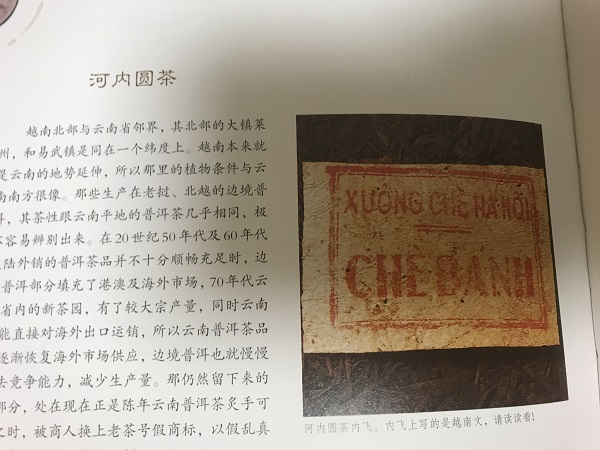 河内圆茶
越南北部与云南省邻界，其北部的大镇莱
州，和易武镇是同在一个纬度上。越南本来就
是云南的地势延伸，所以那里的植物条件与云
南南方很像。那些生产在老挝、北越的边境普
洱，其茶性跟云南平地的普洱茶几乎相同，极
不容易辨别出来。在20世纪50年代及60年代
大陆外销的普洱茶品并不十分顺畅充足时，边
境普洱部分填充了港澳及海外市场，70年代云
省内的新茶园，有了较大宗产量，同时云南
能直接对海外出口运销，所以云南普洱茶品
逐渐恢复海外市场供应，边境普洱也就慢慢
失去竞争能力，减少生产量。那仍然留下来的
部分，处在现在正是陈年云南普洱茶炙手可
之时，被商人换上老茶号假商标，以假乱真
XƯỞNG CHÈ HÀ NỘI
CHÈ BÁNH
河内圆茶内飞。内飞上写的是越南文，请读读看!